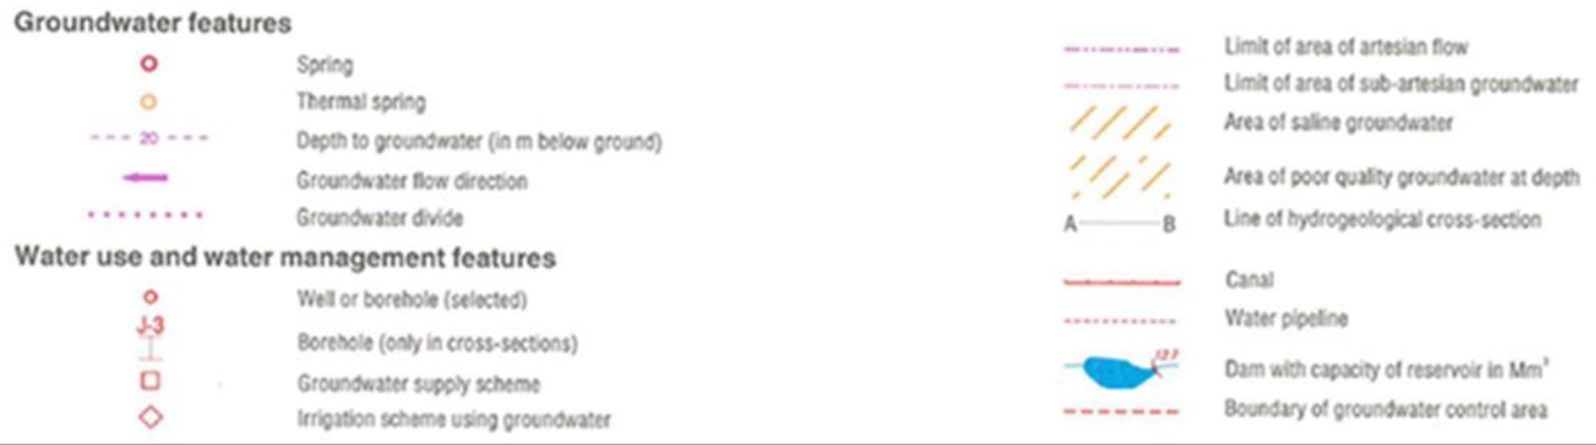 Groundwater features
Spring
Thermal spring
20
Depth to groundwater (in m below ground)
Groundwater flow direction
Groundwater divide
Limit of area of artesian flow
Limit of area of sub-artesian groundwater
Area of saline groundwater
Area of poor quality groundwater at depth
A B
Line of hydrogeological cross-section
Water use and water management features
Well or borehole (selected)
J-3
Borehole (only in cross-sections)
Groundwater supply scheme
Irrigation scheme using groundwater
Canal
Water pipeline
127
Dam with capacity of reservoir in Mm³
Boundary of groundwater control area